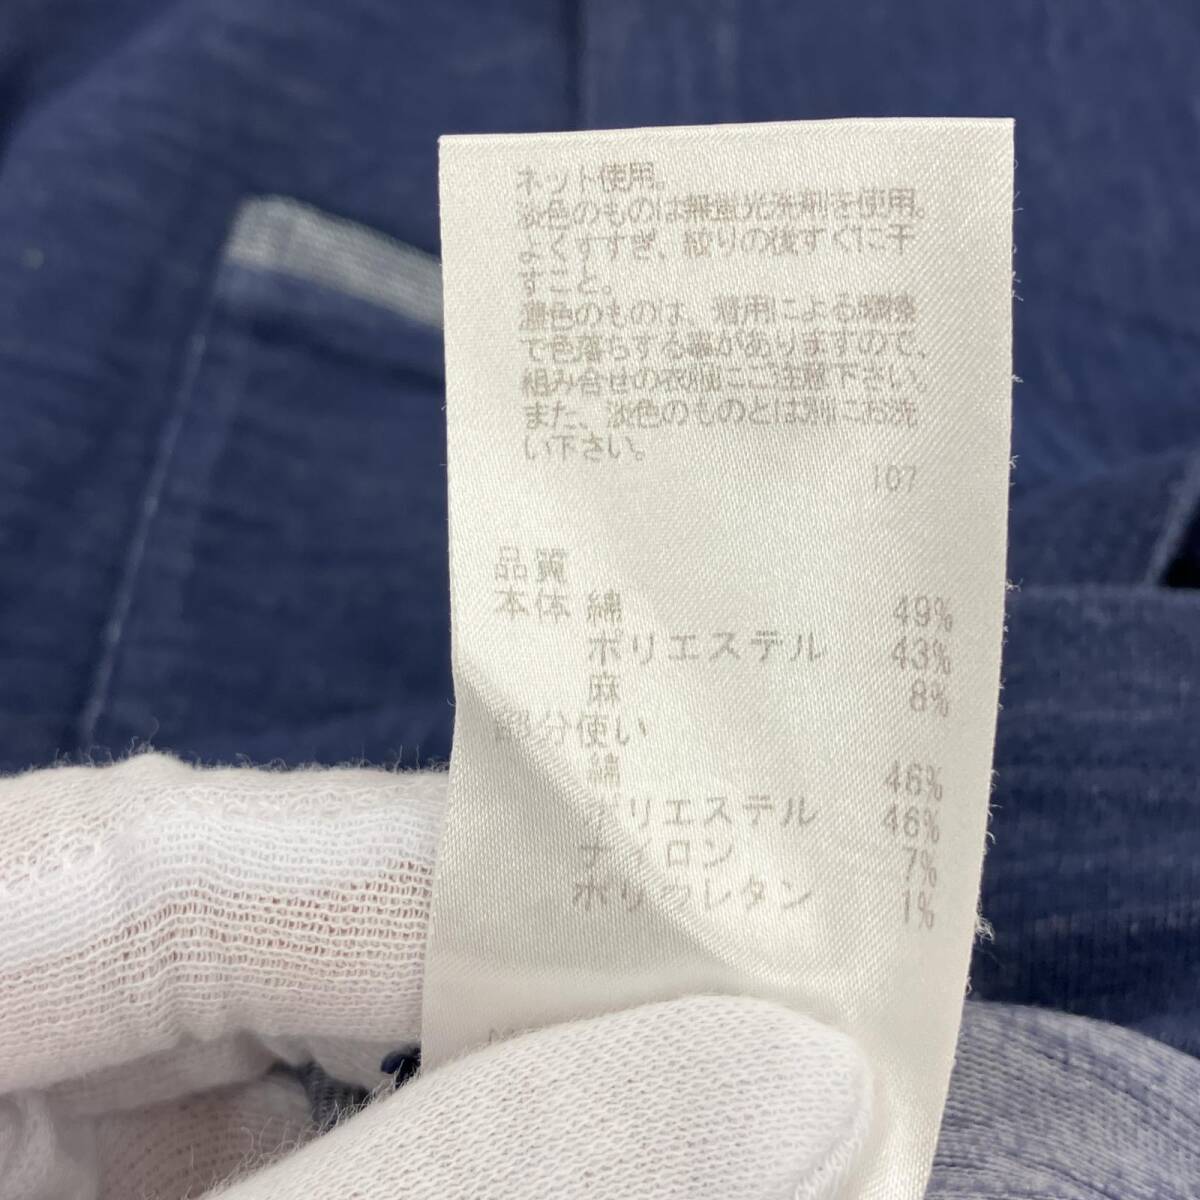 ネット使用。
淡色のものは無蛍光洗剤を使用。
よくすすぎ、絞りの後すぐに干
すこと。
濃色のものは、着用による摩擦
で色落ちする事がありますので、
組み合せの衣類にご注意下さい。
また、淡色のものとは別にお洗
い下さい。
107
品質
本体 綿 49%
ポリエステル 43%
麻 8%
部分使い
綿 46%
ポリエステル 46%
ナイロン 7%
ポリウレタン 1%